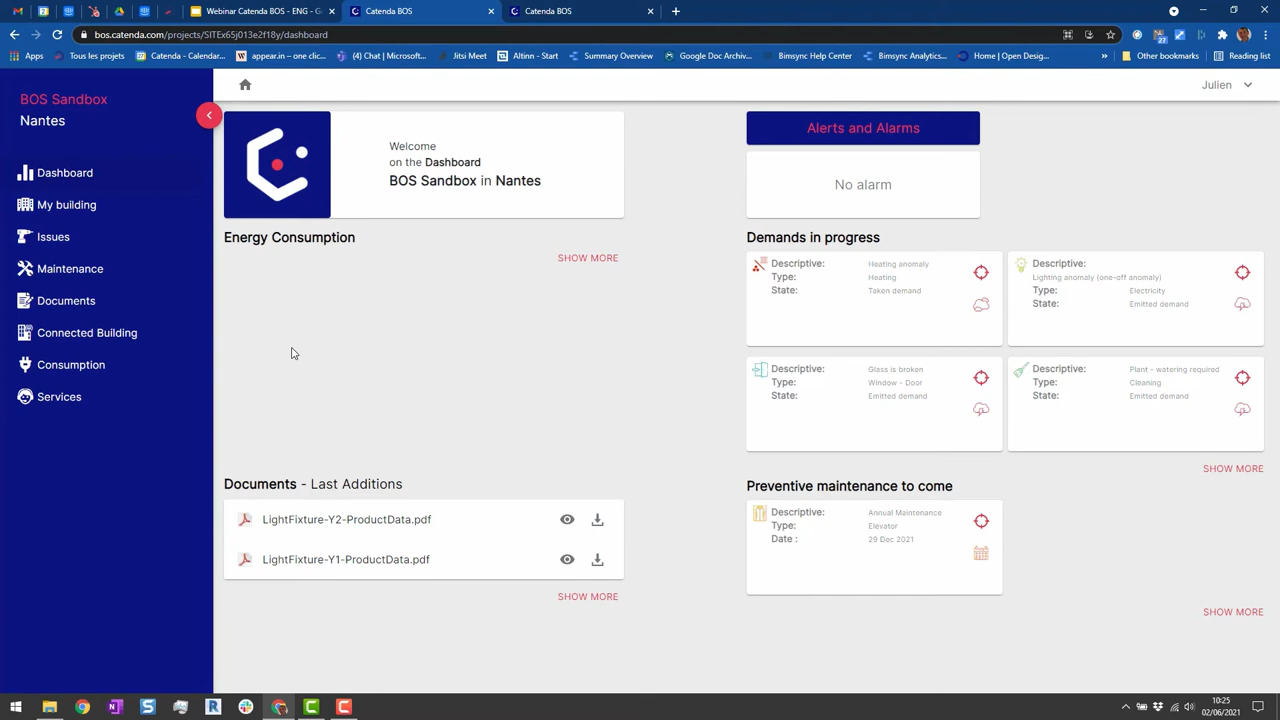 Webinar Catenda BOS - ENG - G
Catenda BOS
Catenda BOS
bos.catenda.com/projects/SITEx65j013e2f18y/dashboard
Apps
Tous les projets
Catenda - Calendar...
appear.in – one clic...
(4) Microsoft...
Jitsi Meet
Altinn - Start
Summary Overview
Google Doc Archiv...
Bimsync Analytics...
Home | Open Desig...
»
Other bookmarks
Reading list
BOS Sandbox
Nantes
Julien
Dashboard
My building
Issues
Maintenance
Documents
Connected Building
Consumption
Services
Welcome
on the Dashboard
BOS Sandbox in Nantes
Energy Consumption
SHOW MORE
Documents - Last Additions
LightFixture-Y2-ProductData.pdf
LightFixture-Y1-ProductData.pdf
SHOW MORE
Alerts and Alarms
No alarm
Demands in progress
Descriptive: Heating anomaly
Type: Heating
State: Taken demand
Descriptive:
Lighting anomaly (one-off anomaly)
Type: Electricity
State: Emitted demand
Descriptive: Glass is broken
Type: Window - Door
State: Emitted demand
Descriptive: Plant - watering required
Type: Cleaning
State: Emitted demand
SHOW MORE
Preventive maintenance to come
Descriptive: Annual Maintenance
Type: Elevator
Date : 29 Dec 2021
SHOW MORE
10:25
02/06/2021